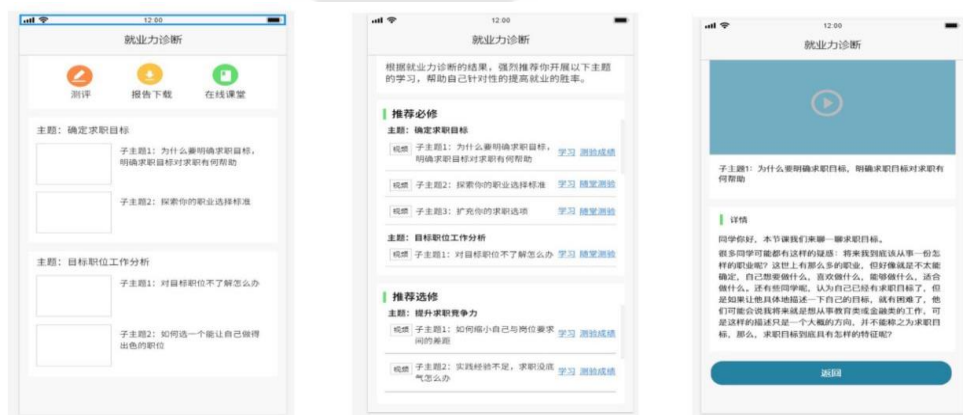 12:00
就业力诊断
测评
报告下载
在线课堂
主题：确定求职目标
子主题1：为什么要明确求职目标，
明确求职目标对求职有何帮助
子主题2：探索你的职业选择标准
主题：目标职位工作分析
子主题1：对目标职位不了解怎么办
子主题2：如何选一个能让自己做得
出色的职位
12:00
就业力诊断
根据就业力诊断的结果，强烈推荐你开展以下主题
的学习，帮助自己针对性的提高就业的胜率。
推荐必修
主题：确定求职目标
视频 子主题1：为什么要明确求职目标， 学习 测验成绩
明确求职目标对求职有何帮助
视频 子主题2：探索你的职业选择标准 学习 随堂测验
视频 子主题3：扩充你的求职选项 学习 随堂测验
主题：目标职位工作分析
视频 子主题1：对目标职位不了解怎么办 学习 随堂测验
推荐选修
主题：提升求职竞争力
视频 子主题1：如何缩小自己与岗位要求 学习 测验成绩
间的差距
视频 子主题2：实践经验不足，求职没底 学习 测验成绩
气怎么办
12:00
就业力诊断
子主题1：为什么要明确求职目标，明确求职目标对求职有
何帮助
详情
同学你好，本节课我们来聊一聊求职目标。
很多同学可能都有这样的疑惑：将来我到底该从事一份怎
样的职业呢？这世上有那么多的职业，但好像就是不太能
确定，自己想要做什么，喜欢做什么，能够做什么，适合
做什么。还有些同学呢，认为自己已经有求职目标了，但
是如果让他具体地描述一下自己的目标，就有困难了，他
们可能会说我将来就是想从事教育类或金融类的工作，可
是这样的描述只是一个大概的方向，并不能称之为求职目
标，那么，求职目标到底具有怎样的特征呢？
返回